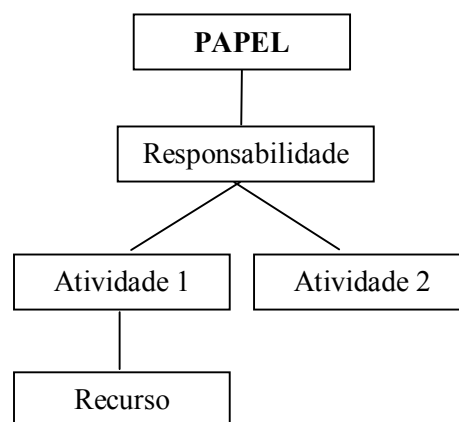 PAPEL
Responsabilidade
Atividade 1
Atividade 2
Recurso